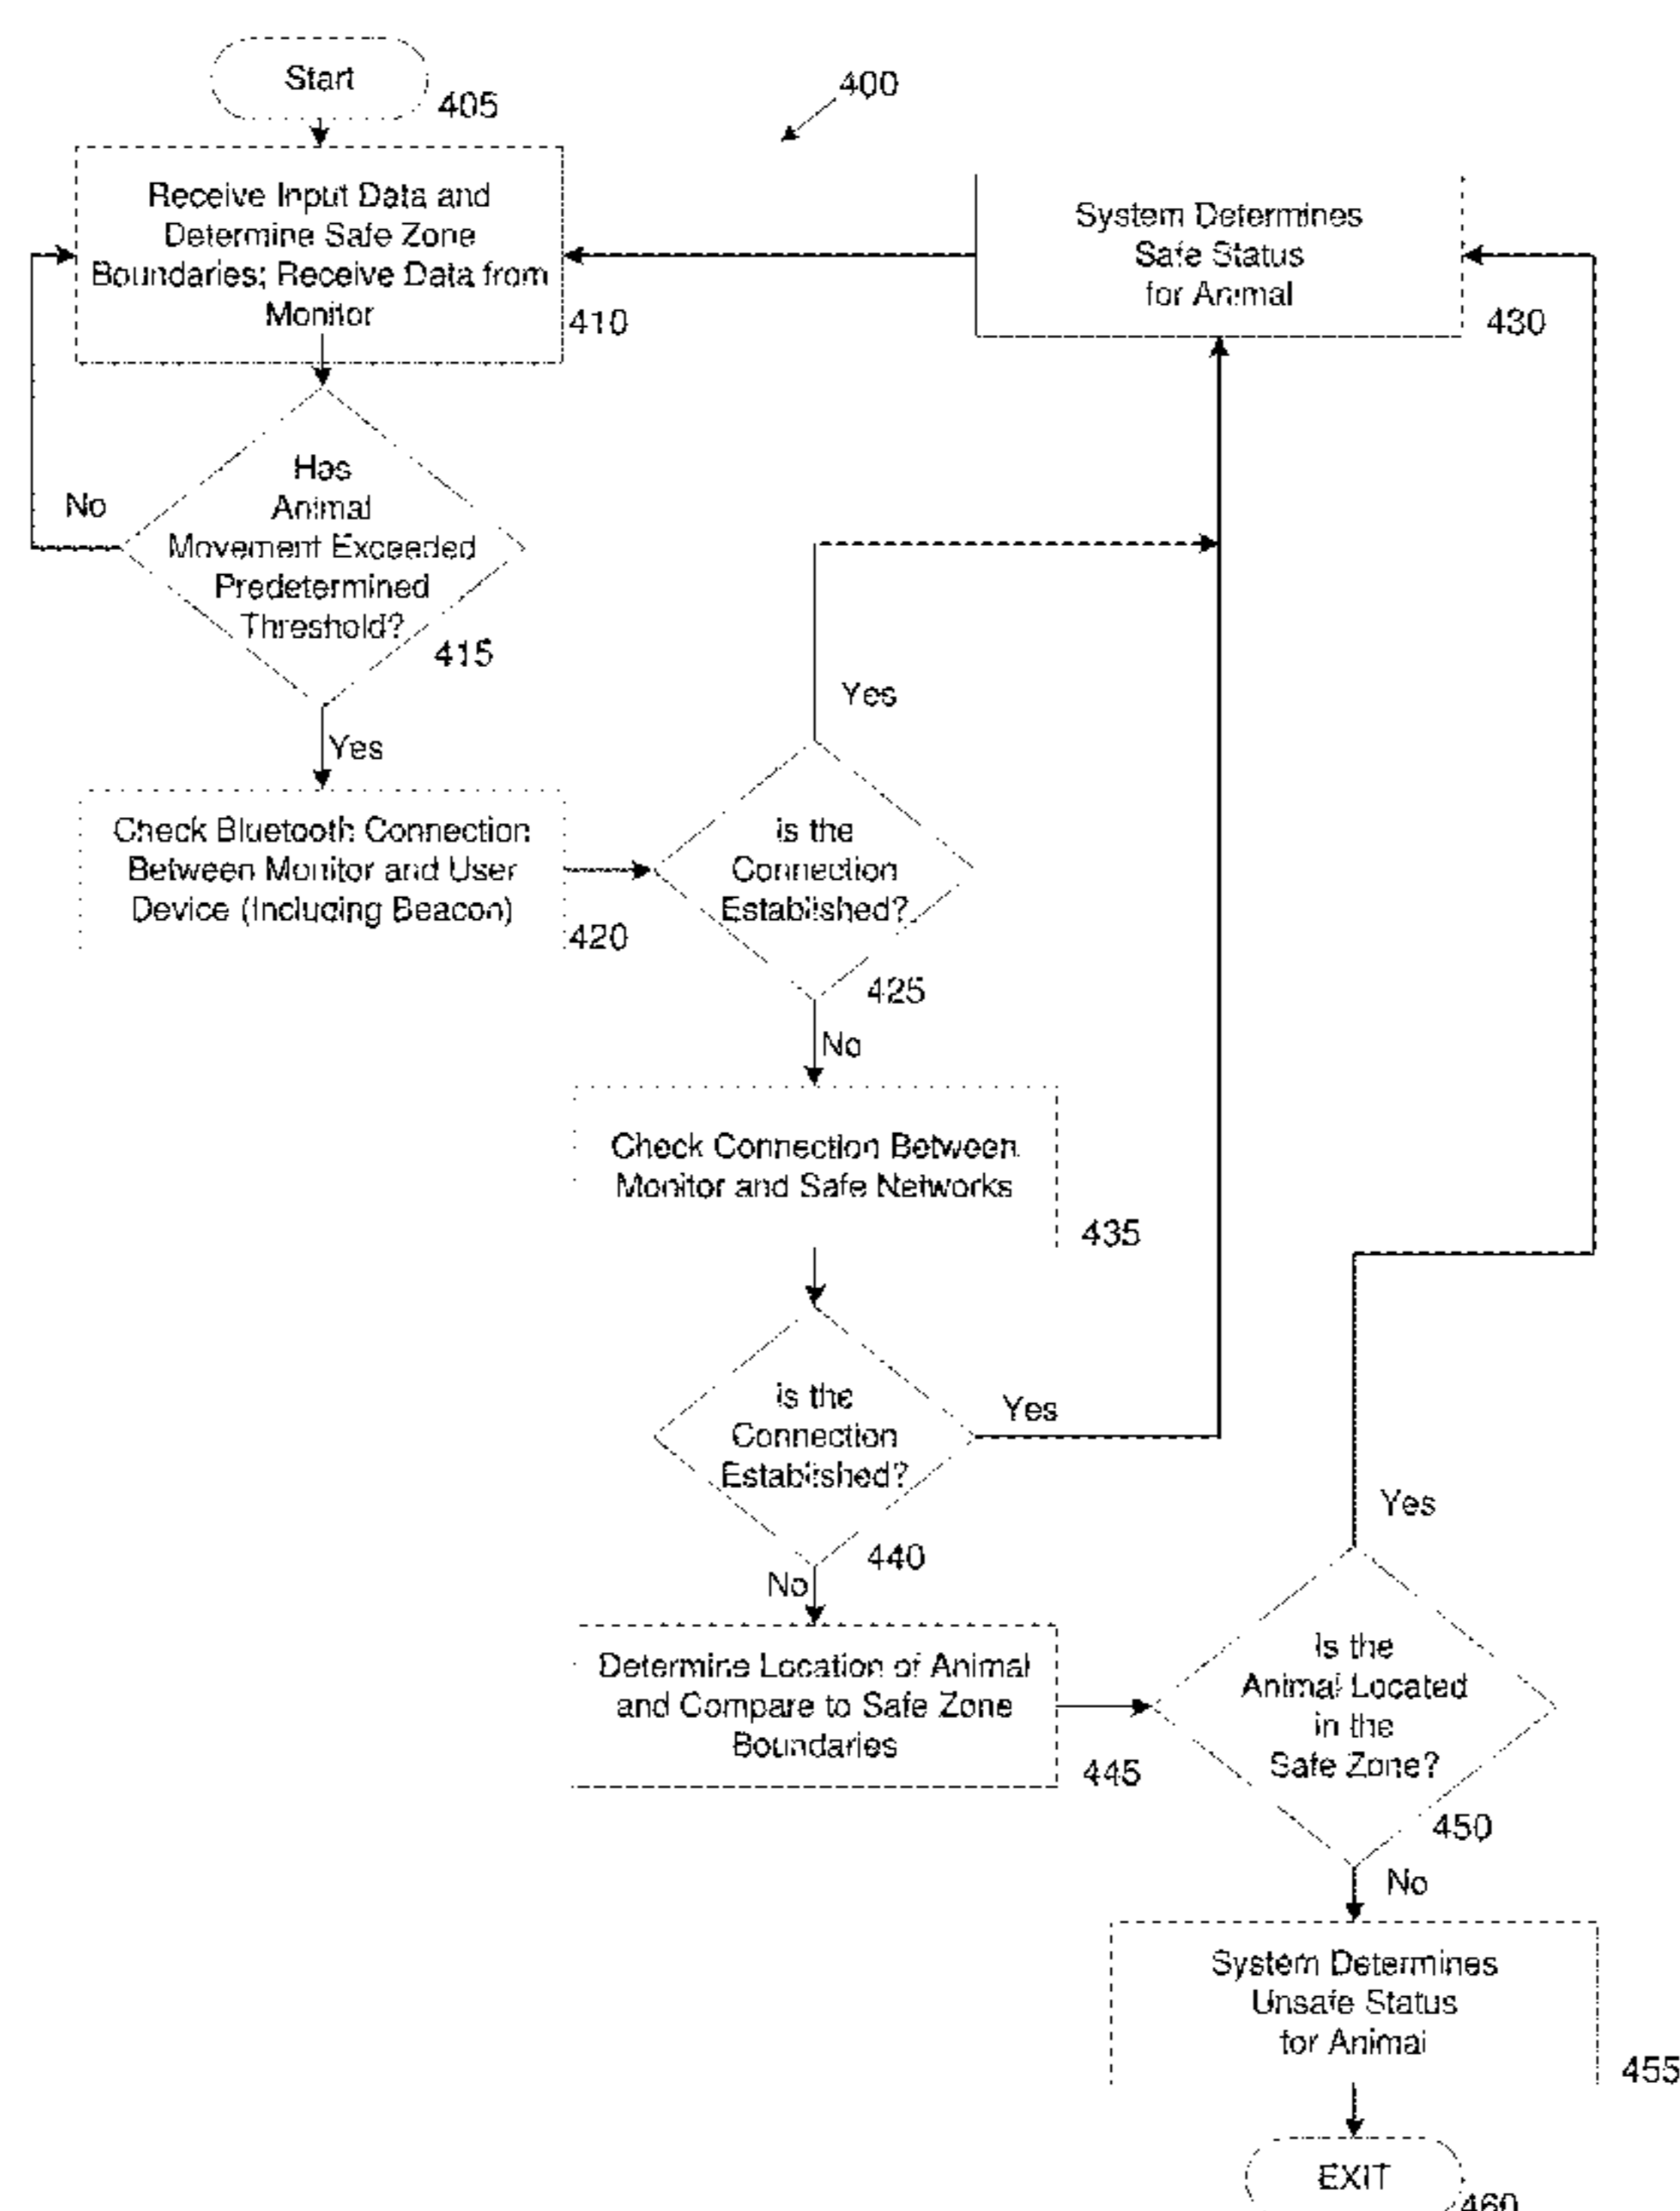 Start
405
400
Receive Input Data and
Determine Safe Zone
Boundaries; Receive Data from
Monitor
410
System Determines
Safe Status
for Animal
430
Has
Animal
Movement Exceeded
Predetermined
Threshold?
415
No
Yes
Check Bluetooth Connection
Between Monitor and User
Device (Including Beacon)
420
Yes
is the
Connection
Established?
425
No
Check Connection Between
Monitor and Safe Networks
435
is the
Connection
Established?
440
Yes
No
Determine Location of Animal
and Compare to Safe Zone
Boundaries
445
Yes
Is the
Animal Located
in the
Safe Zone?
450
No
System Determines
Unsafe Status
for Animal
455
EXIT
460